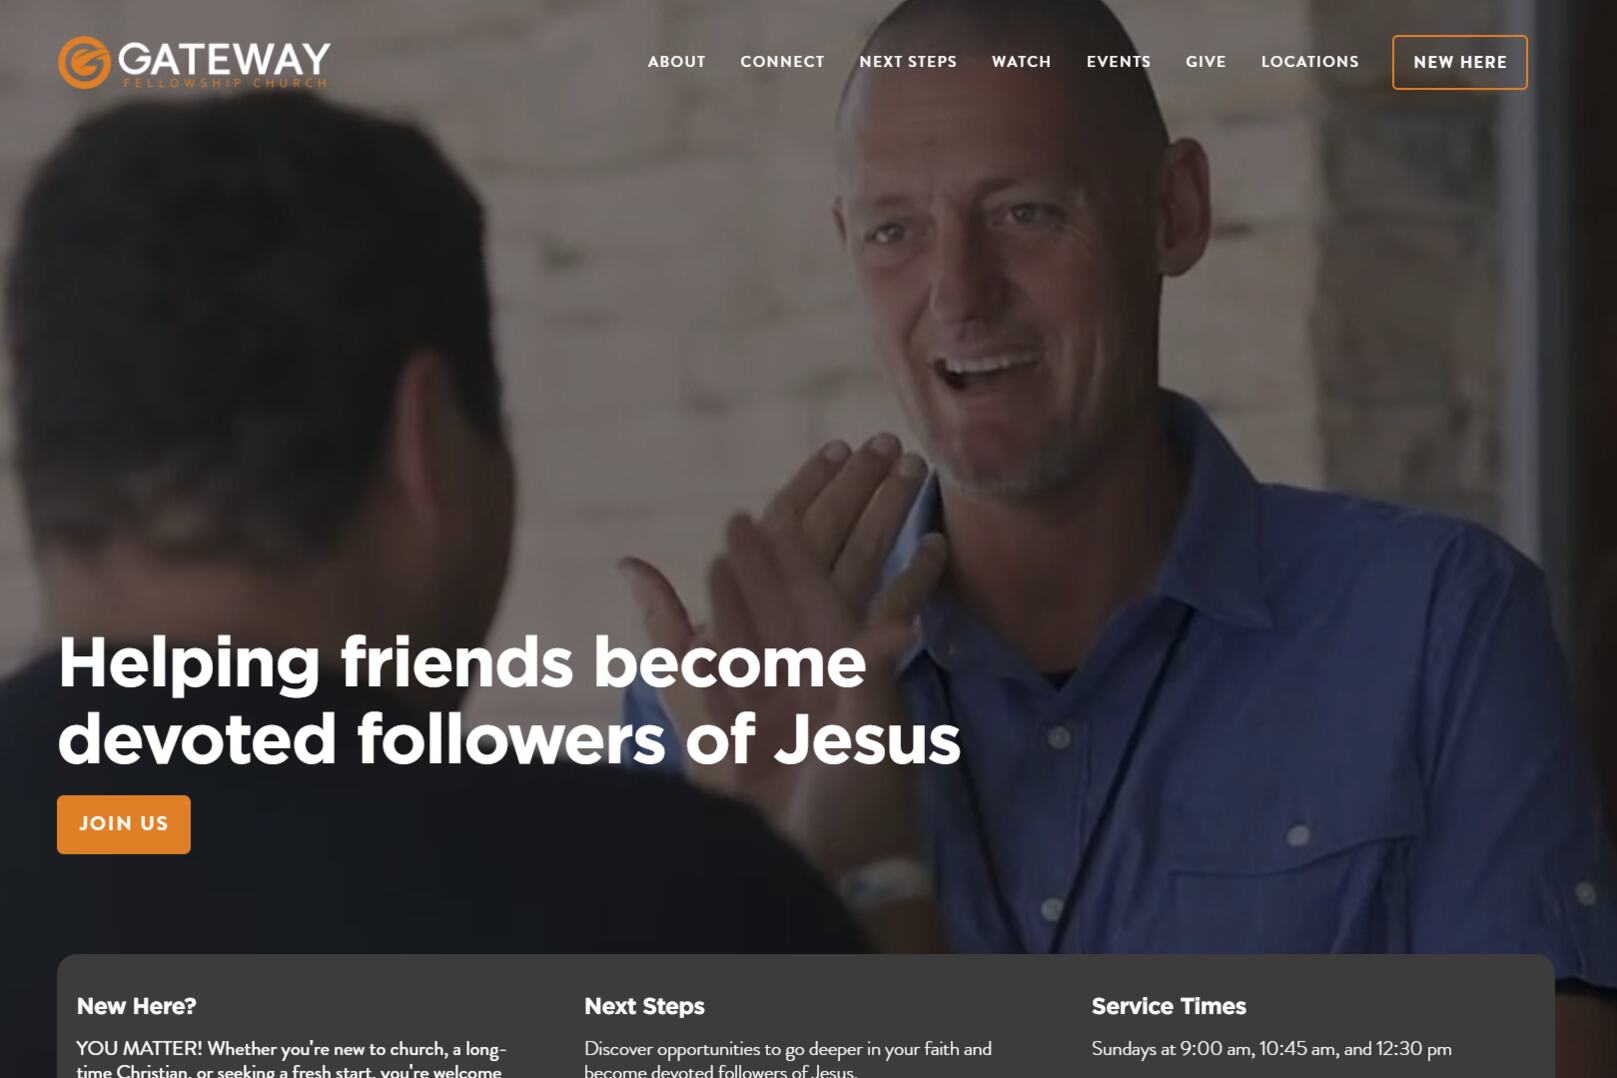 GATEWAY
FELLOWSHIP CHURCH
ABOUT CONNECT NEXT STEPS WATCH EVENTS GIVE LOCATIONS NEW HERE
Helping friends become
devoted followers of Jesus
JOIN US
New Here?
YOU MATTER! Whether you're new to church, a long-
time Christian, or seeking a fresh start, you're welcome
Next Steps
Discover opportunities to go deeper in your faith and
become devoted followers of Jesus.
Service Times
Sundays at 9:00 am, 10:45 am, and 12:30 pm